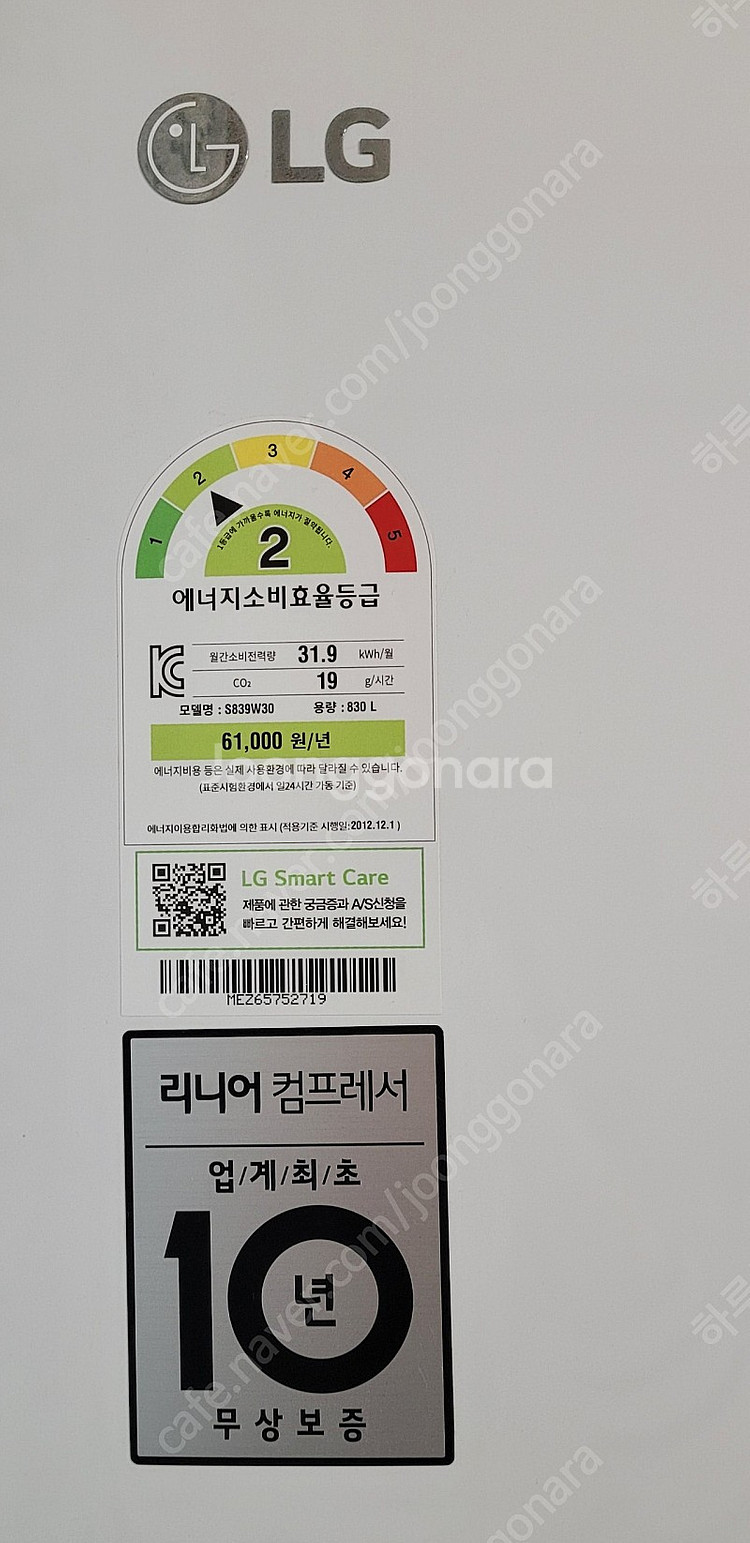 LG
1
2
3
4
5
1등급에 가까울수록 에너지가 절약됩니다.
2
에너지소비효율등급
월간소비전력량 31.9 kWh/월
CO₂ 19 g/시간
모델명 : S839W30 용량 : 830 L
61,000 원/년
에너지비용 등은 실제 사용환경에 따라 달라질 수 있습니다.
(표준시험환경에서 일24시간 가동 기준)
에너지이용합리화법에 의한 표시 (적용기준 시행일:2012.12.1)
LG Smart Care
제품에 관한 궁금증과 A/S신청을
빠르고 간편하게 해결해보세요!
MEZ65752719
리니어 컴프레서
업/계/최/초
10년
무상보증
joonggonara
cafe.naver.com/joonggonara
cafe.naver.com/joonggonara